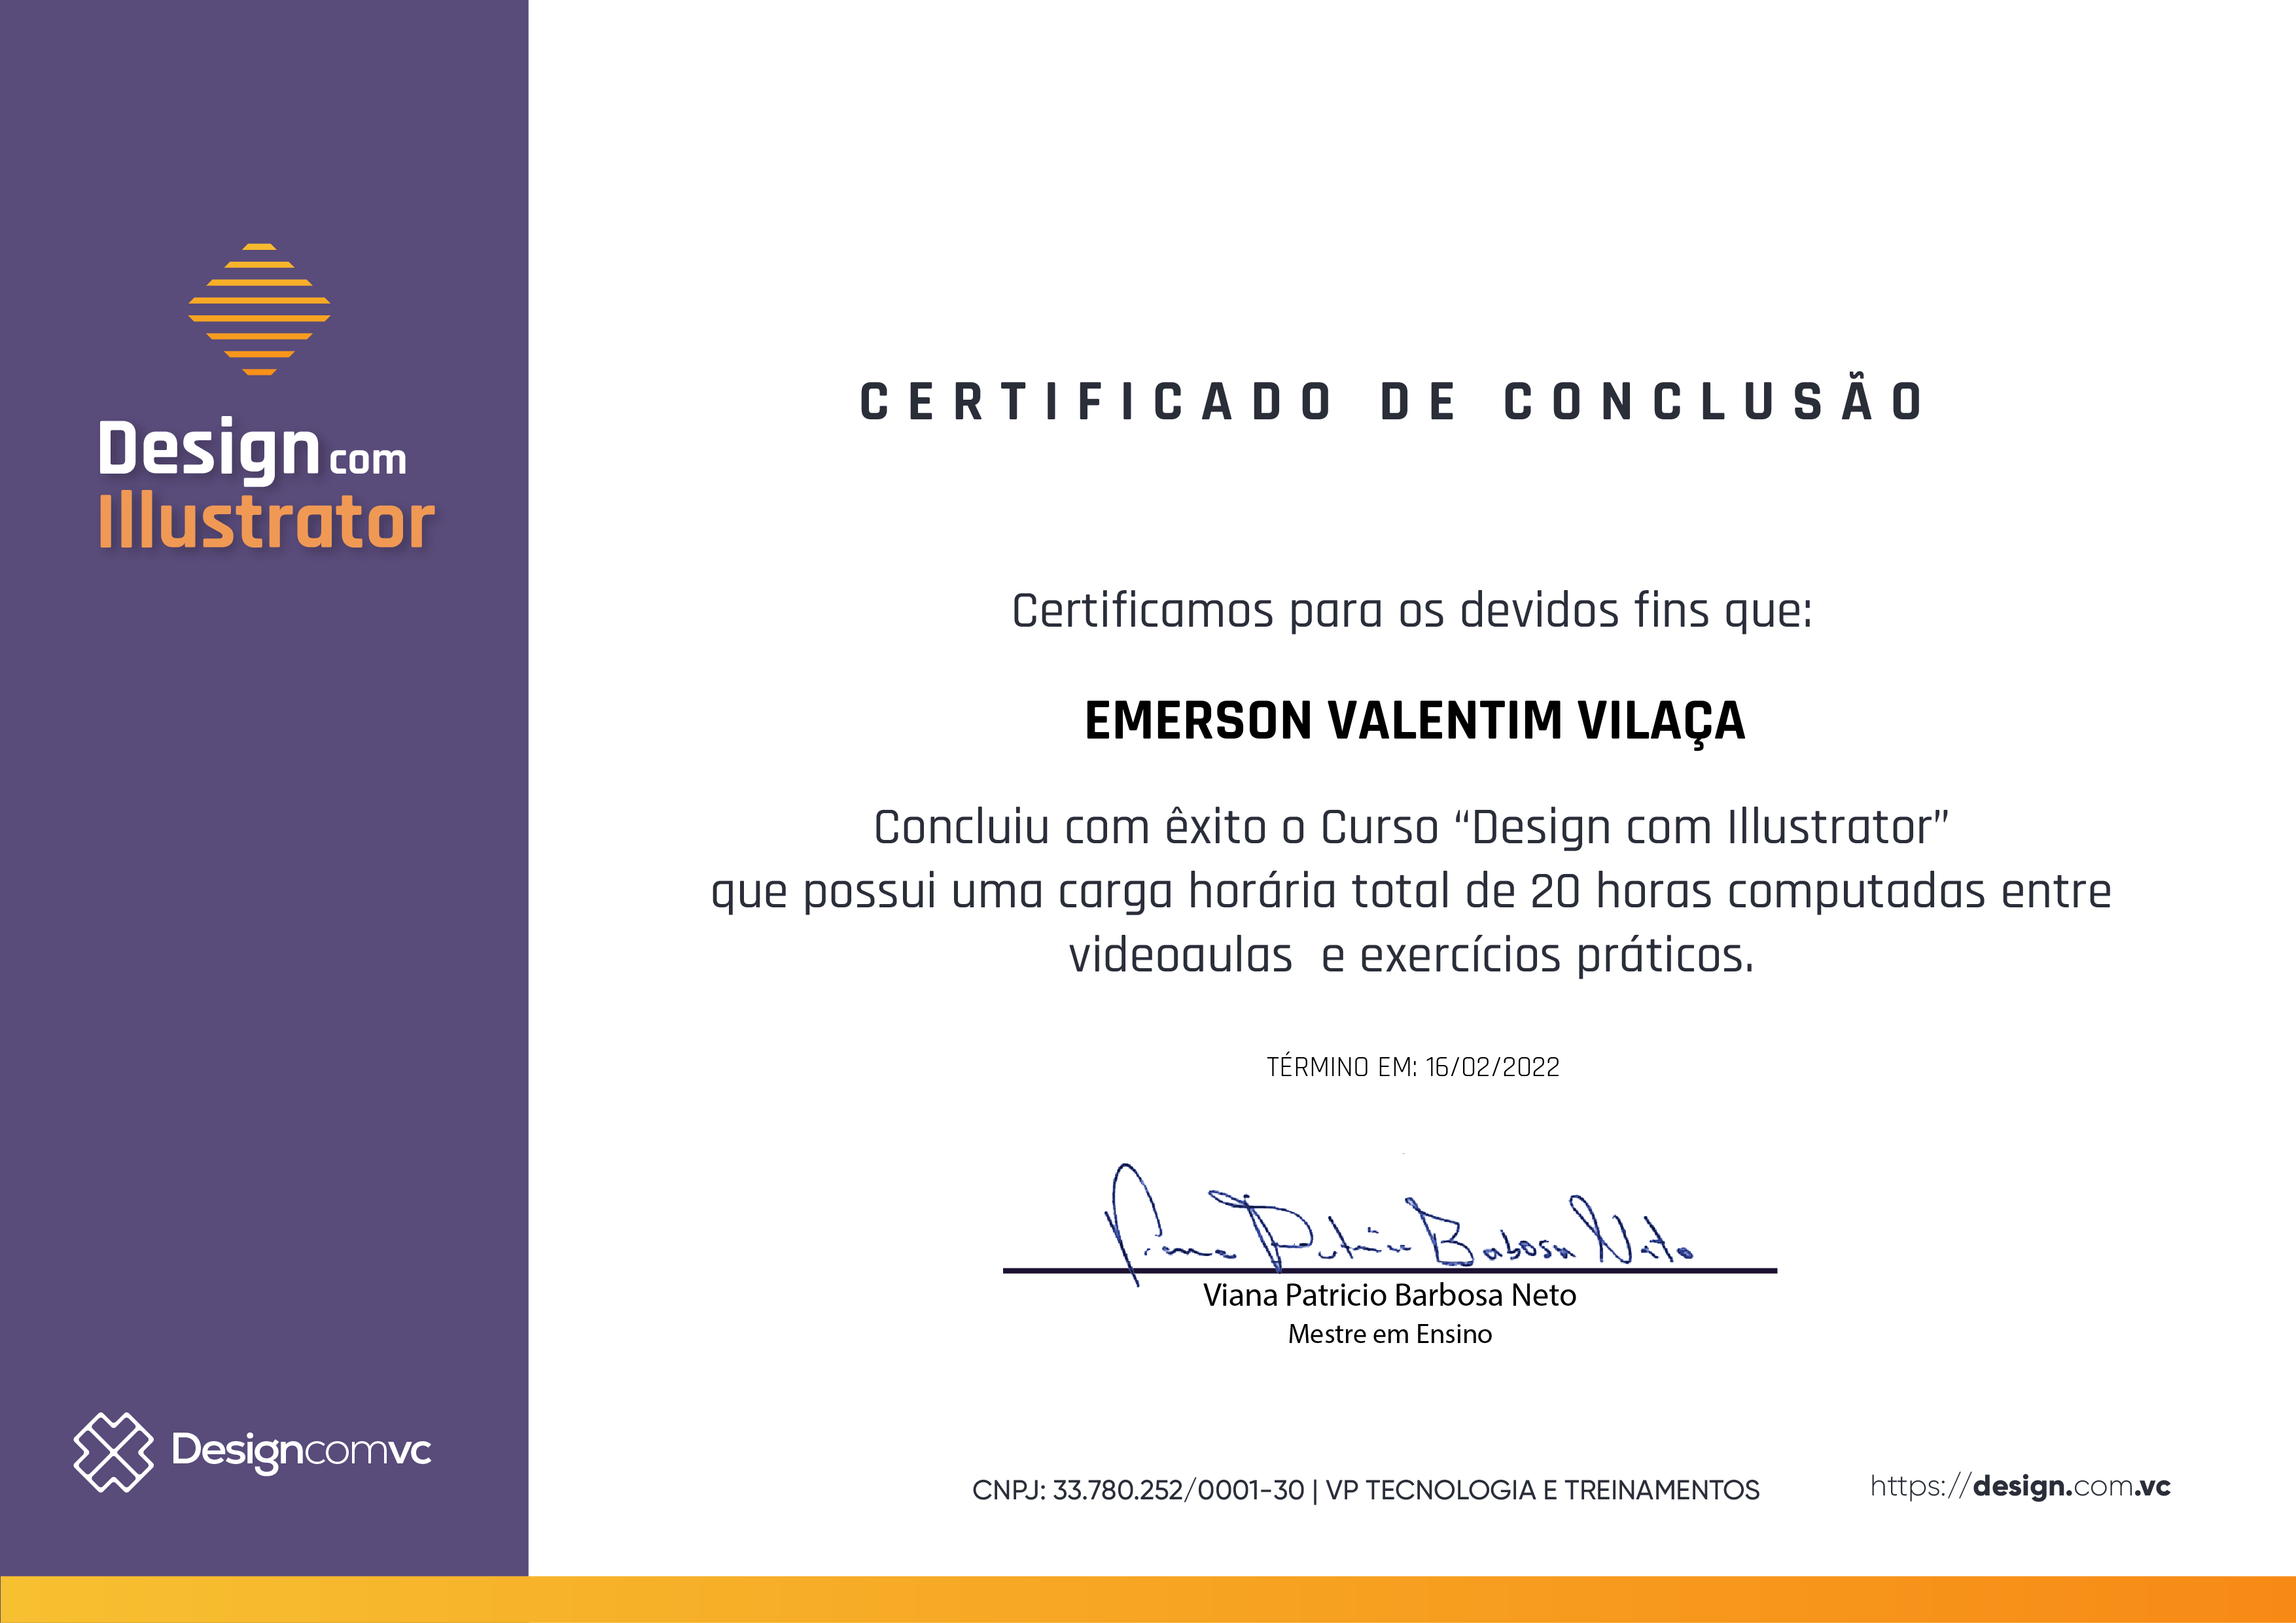 Design com
Illustrator
CERTIFICADO DE CONCLUSÃO
Certificamos para os devidos fins que:
EMERSON VALENTIM VILAÇA
Concluiu com êxito o Curso “Design com Illustrator”
que possui uma carga horária total de 20 horas computadas entre
videoaulas e exercícios práticos.
TÉRMINO EM: 16/02/2022
Viana Patricio Barbosa Neto
Viana Patricio Barbosa Neto
Mestre em Ensino
Designcomvc
CNPJ: 33.780.252/0001-30 | VP TECNOLOGIA E TREINAMENTOS
https://design.com.vc